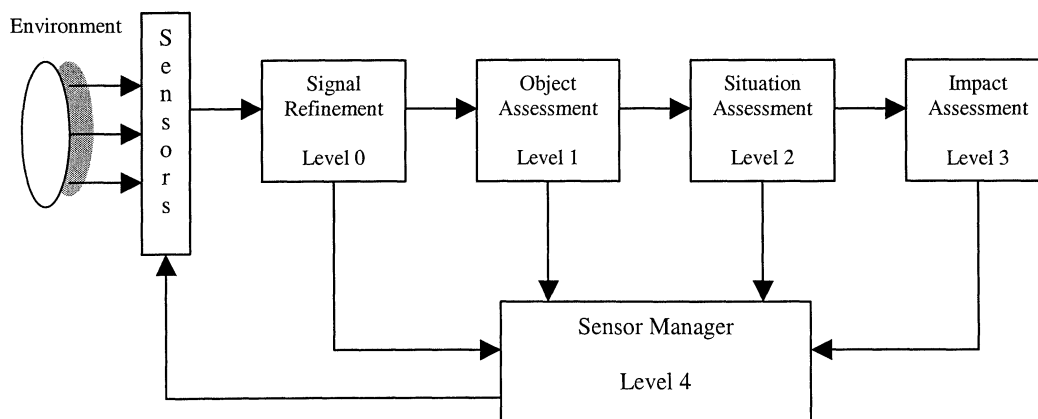 Environment
Sensors
Signal
Refinement
Level 0
Object
Assessment
Level 1
Situation
Assessment
Level 2
Impact
Assessment
Level 3
Sensor Manager
Level 4